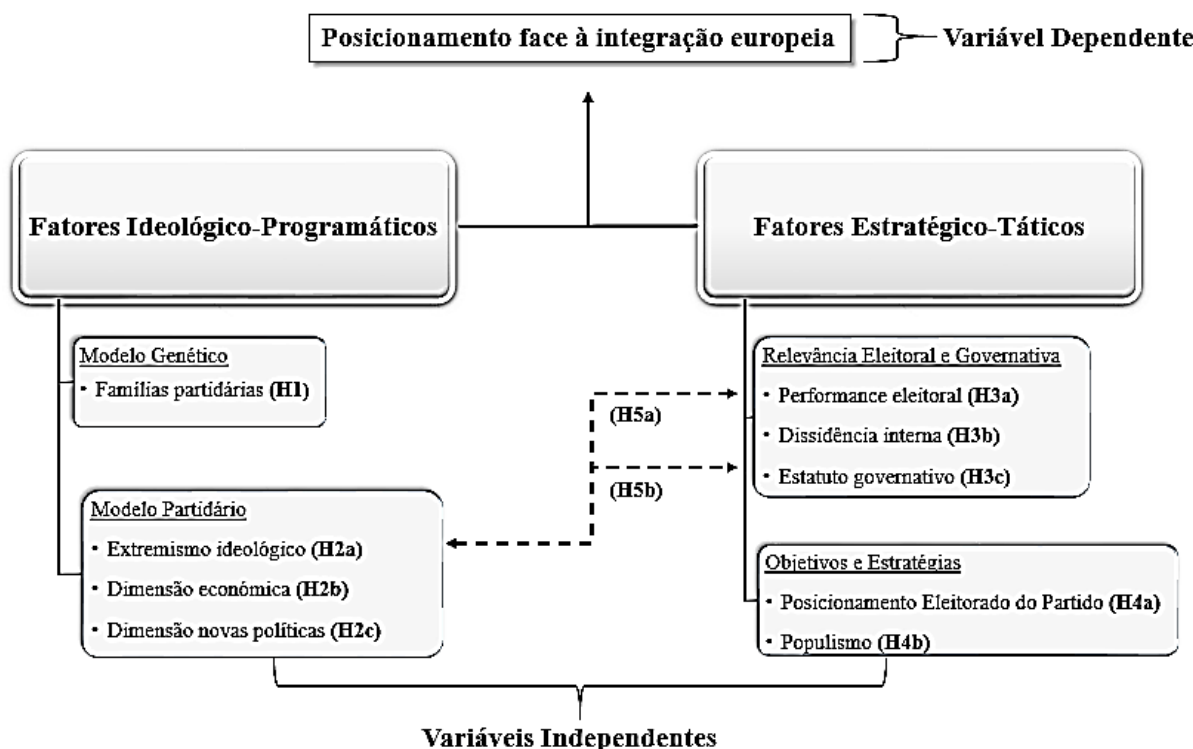 Posicionamento face à integração europeia
Variável Dependente
Fatores Ideológico-Programáticos
Fatores Estratégico-Táticos
Modelo Genético
• Famílias partidárias (H1)
Modelo Partidário
• Extremismo ideológico (H2a)
• Dimensão económica (H2b)
• Dimensão novas políticas (H2c)
(H5a)
(H5b)
Relevância Eleitoral e Governativa
• Performance eleitoral (H3a)
• Dissidência interna (H3b)
• Estatuto governativo (H3c)
Objetivos e Estratégias
• Posicionamento Eleitorado do Partido (H4a)
• Populismo (H4b)
Variáveis Independentes